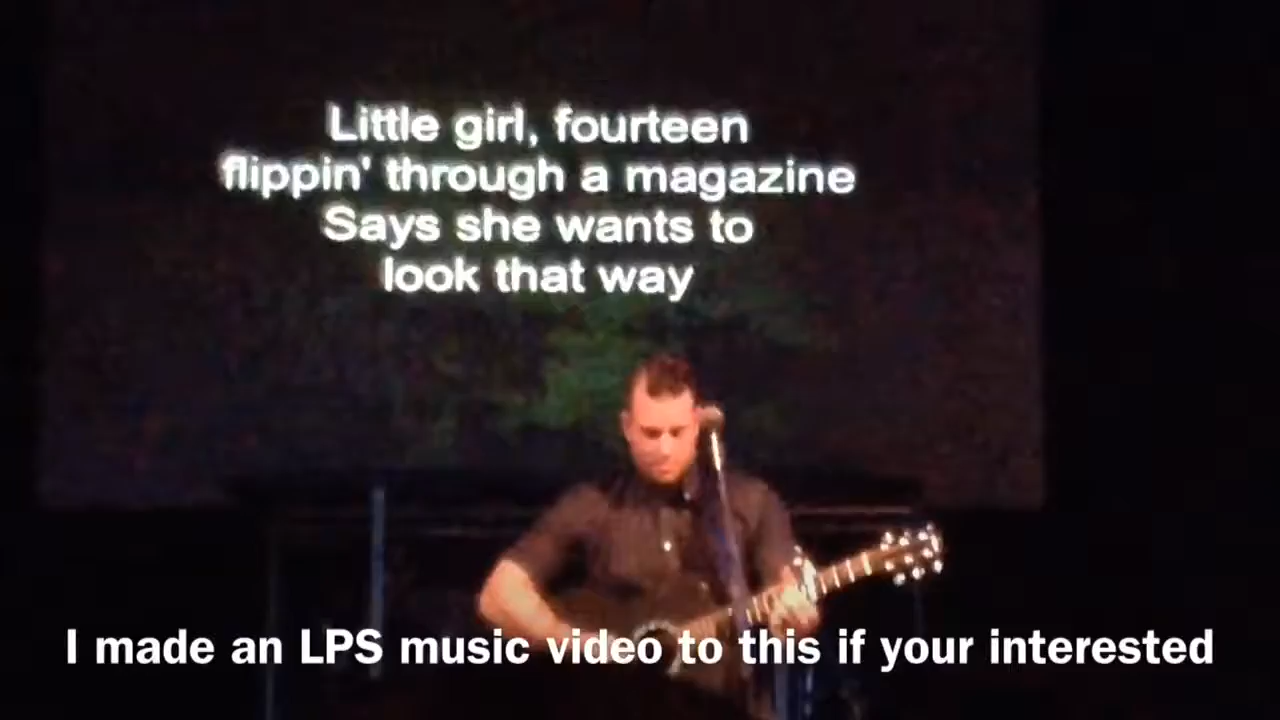 Little girl, fourteen
flippin' through a magazine
Says she wants to
look that way
I made an LPS music video to this if your interested